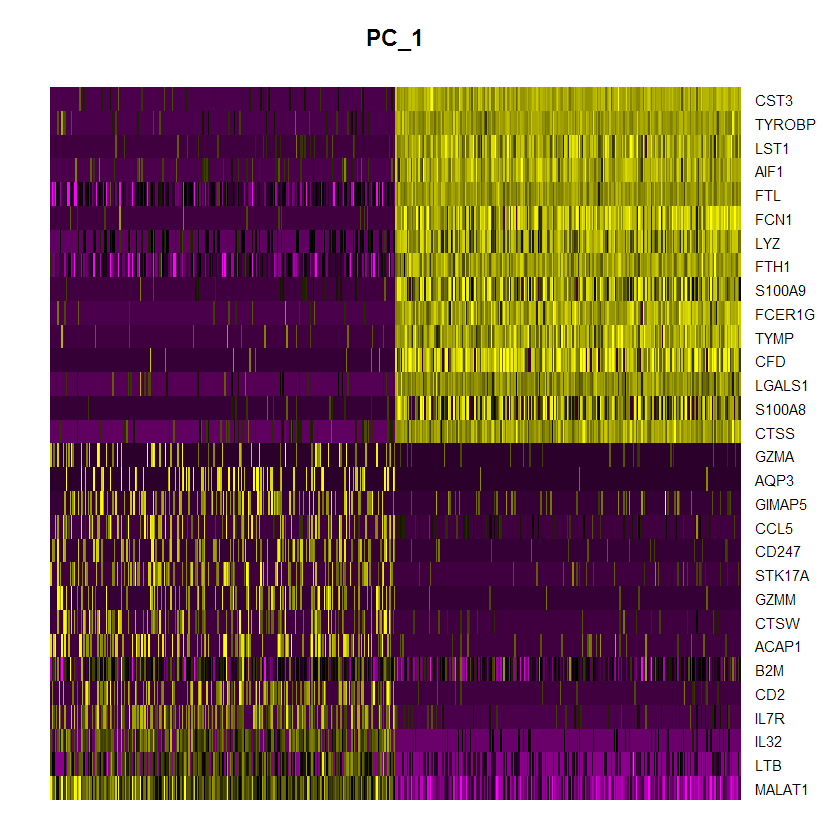 PC_1
CST3
TYROBP
LST1
AIF1
FTL
FCN1
LYZ
FTH1
S100A9
FCER1G
TYMP
CFD
LGALS1
S100A8
CTSS
GZMA
AQP3
GIMAP5
CCL5
CD247
STK17A
GZMM
CTSW
ACAP1
B2M
CD2
IL7R
IL32
LTB
MALAT1